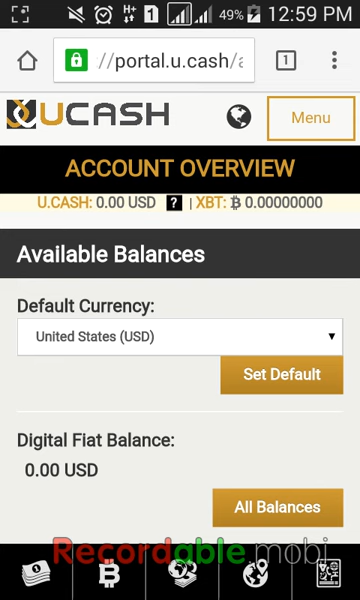 49% 12:59 PM
//portal.u.cash/a
1
UCASH
Menu
ACCOUNT OVERVIEW
U.CASH: 0.00 USD ? | XBT: ₿ 0.00000000
Available Balances
Default Currency:
United States (USD)
Set Default
Digital Fiat Balance:
0.00 USD
All Balances
Recordable.mobi